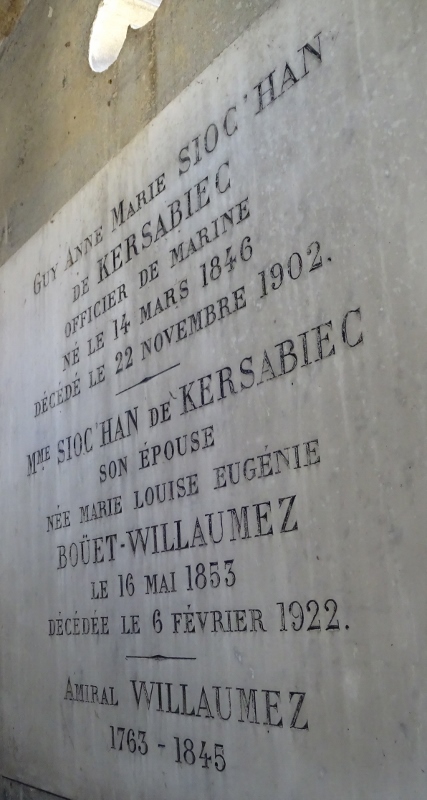 GUY ANNE MARIE SIOC'HAN
DE KERSABIEC
OFFICIER DE MARINE
NÉ LE 14 MARS 1846
DÉCÉDÉ LE 22 NOVEMBRE 1902.
MME SIOC'HAN DE KERSABIEC
SON ÉPOUSE
NÉE MARIE LOUISE EUGÉNIE
BOÜET-WILLAUMEZ
LE 16 MAI 1853
DÉCÉDÉE LE 6 FÉVRIER 1922.
AMIRAL WILLAUMEZ
1763 - 1845